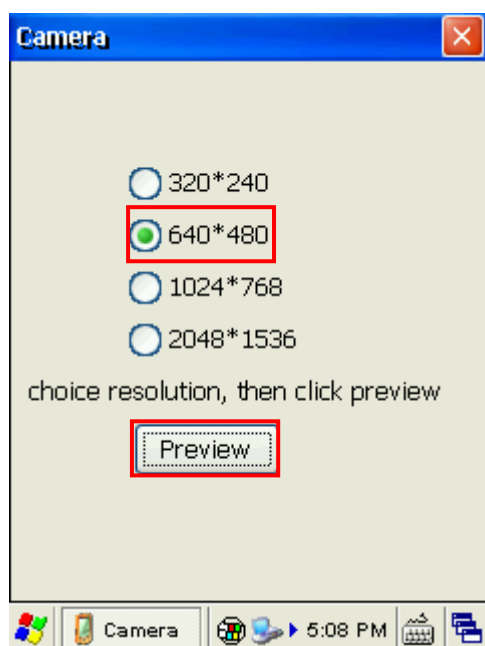 Camera
320*240
640*480
1024*768
2048*1536
choice resolution, then click preview
Preview
Camera
5:08 PM